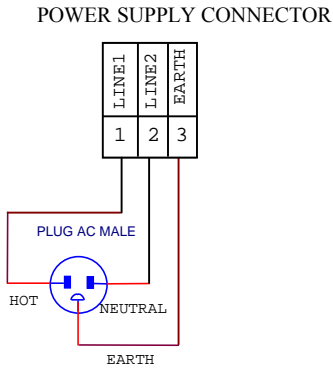 POWER SUPPLY CONNECTOR
LINE1 LINE2 EARTH
1 2 3
PLUG AC MALE
HOT
NEUTRAL
EARTH